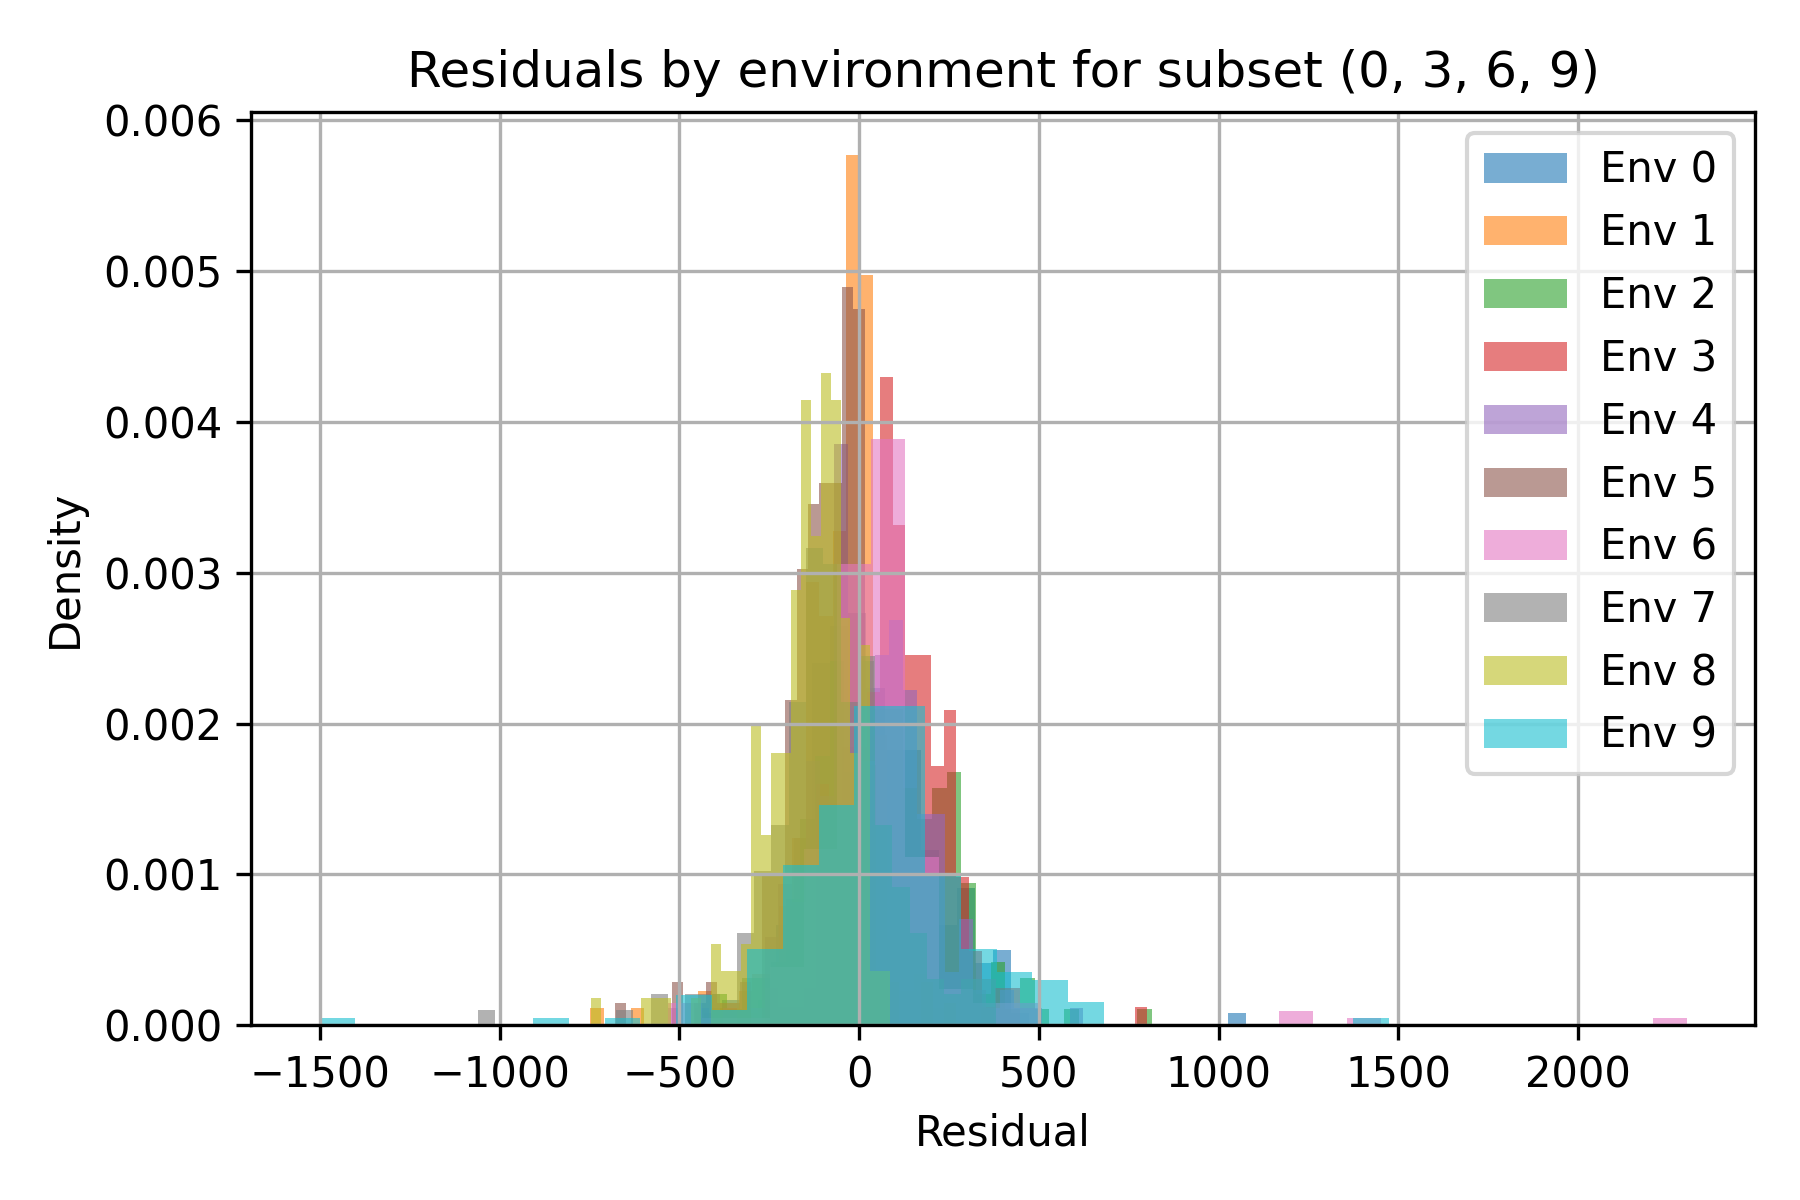 Residuals by environment for subset (0, 3, 6, 9)
0.006
0.005
0.004
0.003
0.002
0.001
0.000
Density
−1500
−1000
−500
0
500
1000
1500
2000
Residual
Env 0
Env 1
Env 2
Env 3
Env 4
Env 5
Env 6
Env 7
Env 8
Env 9